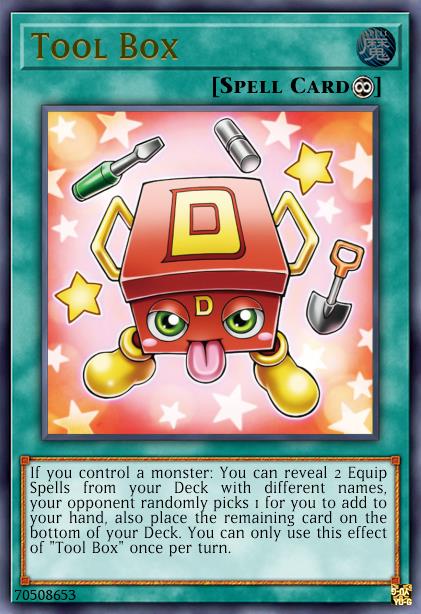 Tool Box
魔
[Spell Card]
D
D
If you control a monster: You can reveal 2 Equip
Spells from your Deck with different names,
your opponent randomly picks 1 for you to add to
your hand, also place the remaining card on the
bottom of your Deck. You can only use this effect
of "Tool Box" once per turn.
70508653